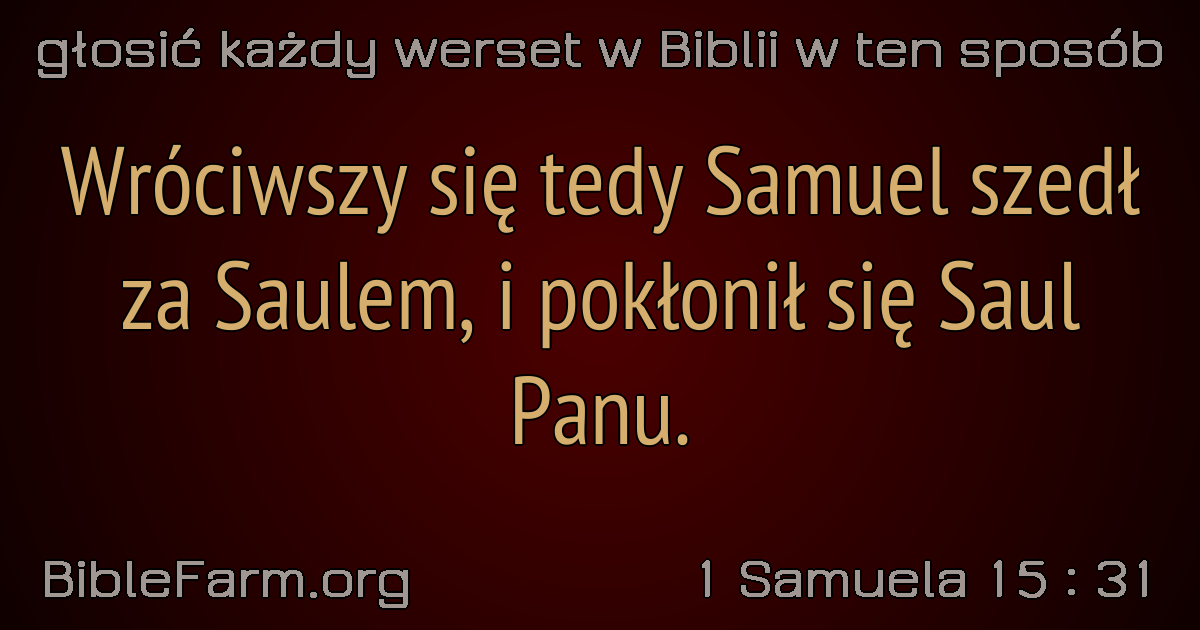 głosić każdy werset w Biblii w ten sposób
Wróciwszy się tedy Samuel szedł
za Saulem, i pokłonił się Saul
Panu.
BibleFarm.org
1 Samuela 15 : 31